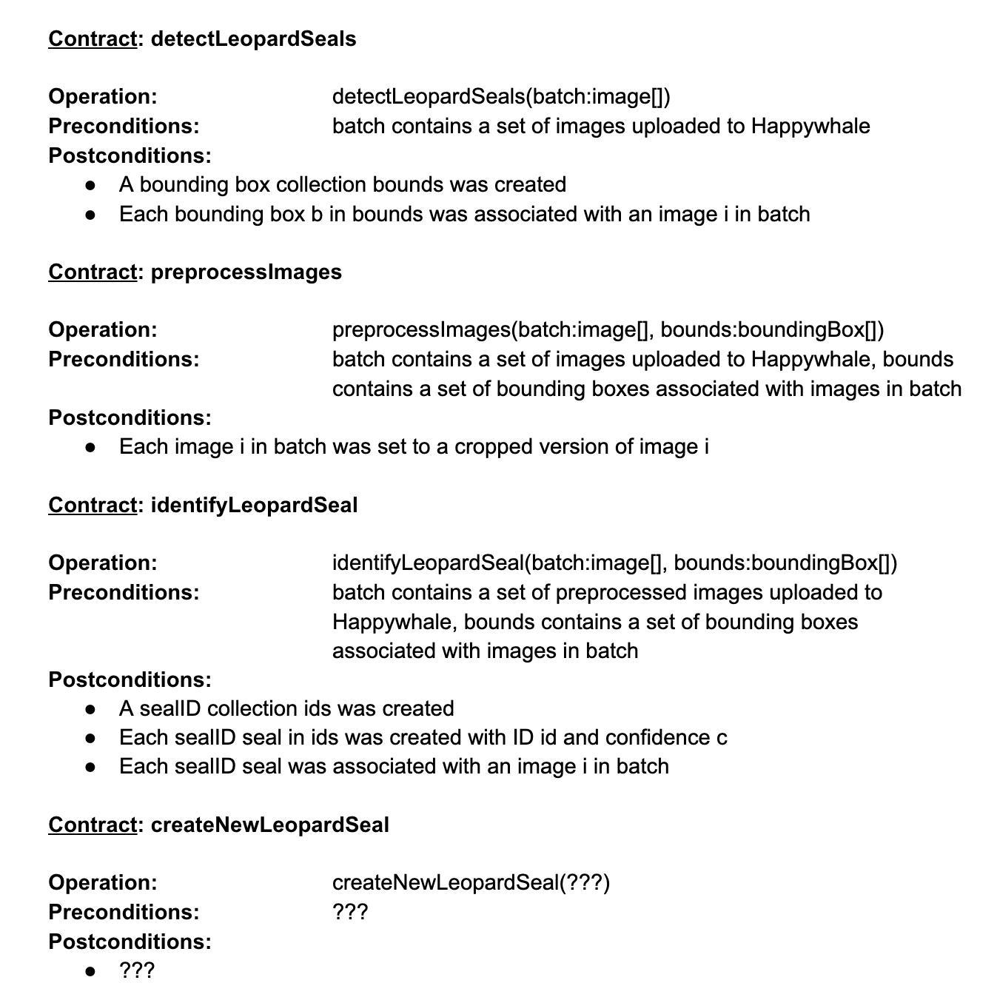 Contract: detectLeopardSeals
Operation: detectLeopardSeals(batch:image[])
Preconditions: batch contains a set of images uploaded to Happywhale
Postconditions:
● A bounding box collection bounds was created
● Each bounding box b in bounds was associated with an image i in batch
Contract: preprocessImages
Operation: preprocessImages(batch:image[], bounds:boundingBox[])
Preconditions: batch contains a set of images uploaded to Happywhale, bounds
contains a set of bounding boxes associated with images in batch
Postconditions:
● Each image i in batch was set to a cropped version of image i
Contract: identifyLeopardSeal
Operation: identifyLeopardSeal(batch:image[], bounds:boundingBox[])
Preconditions: batch contains a set of preprocessed images uploaded to
Happywhale, bounds contains a set of bounding boxes
associated with images in batch
Postconditions:
● A sealID collection ids was created
● Each sealID seal in ids was created with ID id and confidence c
● Each sealID seal was associated with an image i in batch
Contract: createNewLeopardSeal
Operation: createNewLeopardSeal(???)
Preconditions: ???
Postconditions:
● ???